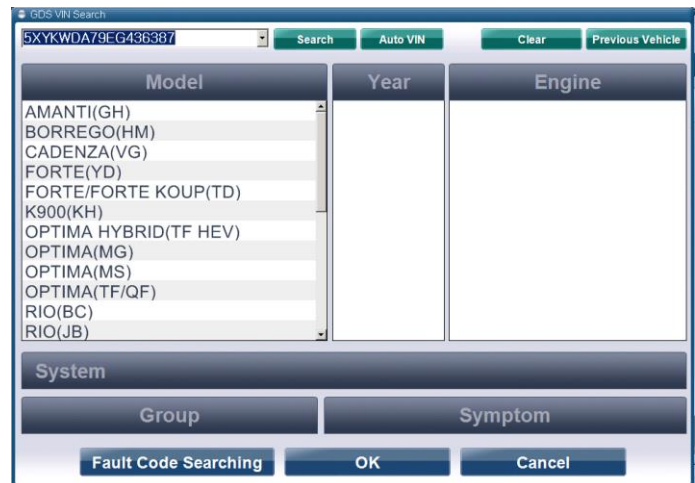 GDS VIN Search
5XYKWDA79EG436387 Search Auto VIN Clear Previous Vehicle
Model Year Engine
AMANTI(GH)
BORREGO(HM)
CADENZA(VG)
FORTE(YD)
FORTE/FORTE KOUP(TD)
K900(KH)
OPTIMA HYBRID(TF HEV)
OPTIMA(MG)
OPTIMA(MS)
OPTIMA(TF/QF)
RIO(BC)
RIO(JB)
System
Group Symptom
Fault Code Searching OK Cancel